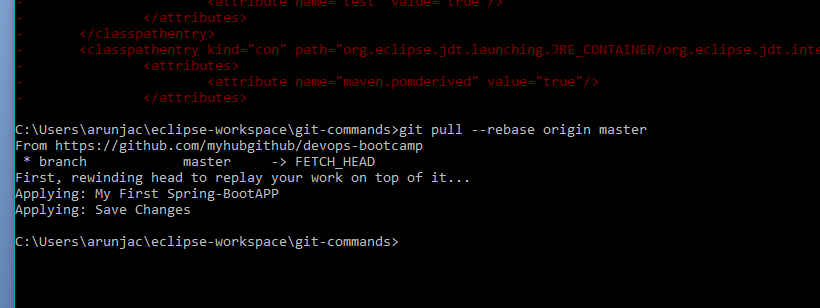 <attribute name="test" value="true"/>
-               </attributes>
-       </classpathentry>
-       <classpathentry kind="con" path="org.eclipse.jdt.launching.JRE_CONTAINER/org.eclipse.jdt.inte
-               <attributes>
-                       <attribute name="maven.pomderived" value="true"/>
-               </attributes>
C:\Users\arunjac\eclipse-workspace\git-commands>git pull --rebase origin master
From https://github.com/myhubgithub/devops-bootcamp
 * branch            master     -> FETCH_HEAD
First, rewinding head to replay your work on top of it...
Applying: My First Spring-BootAPP
Applying: Save Changes
C:\Users\arunjac\eclipse-workspace\git-commands>